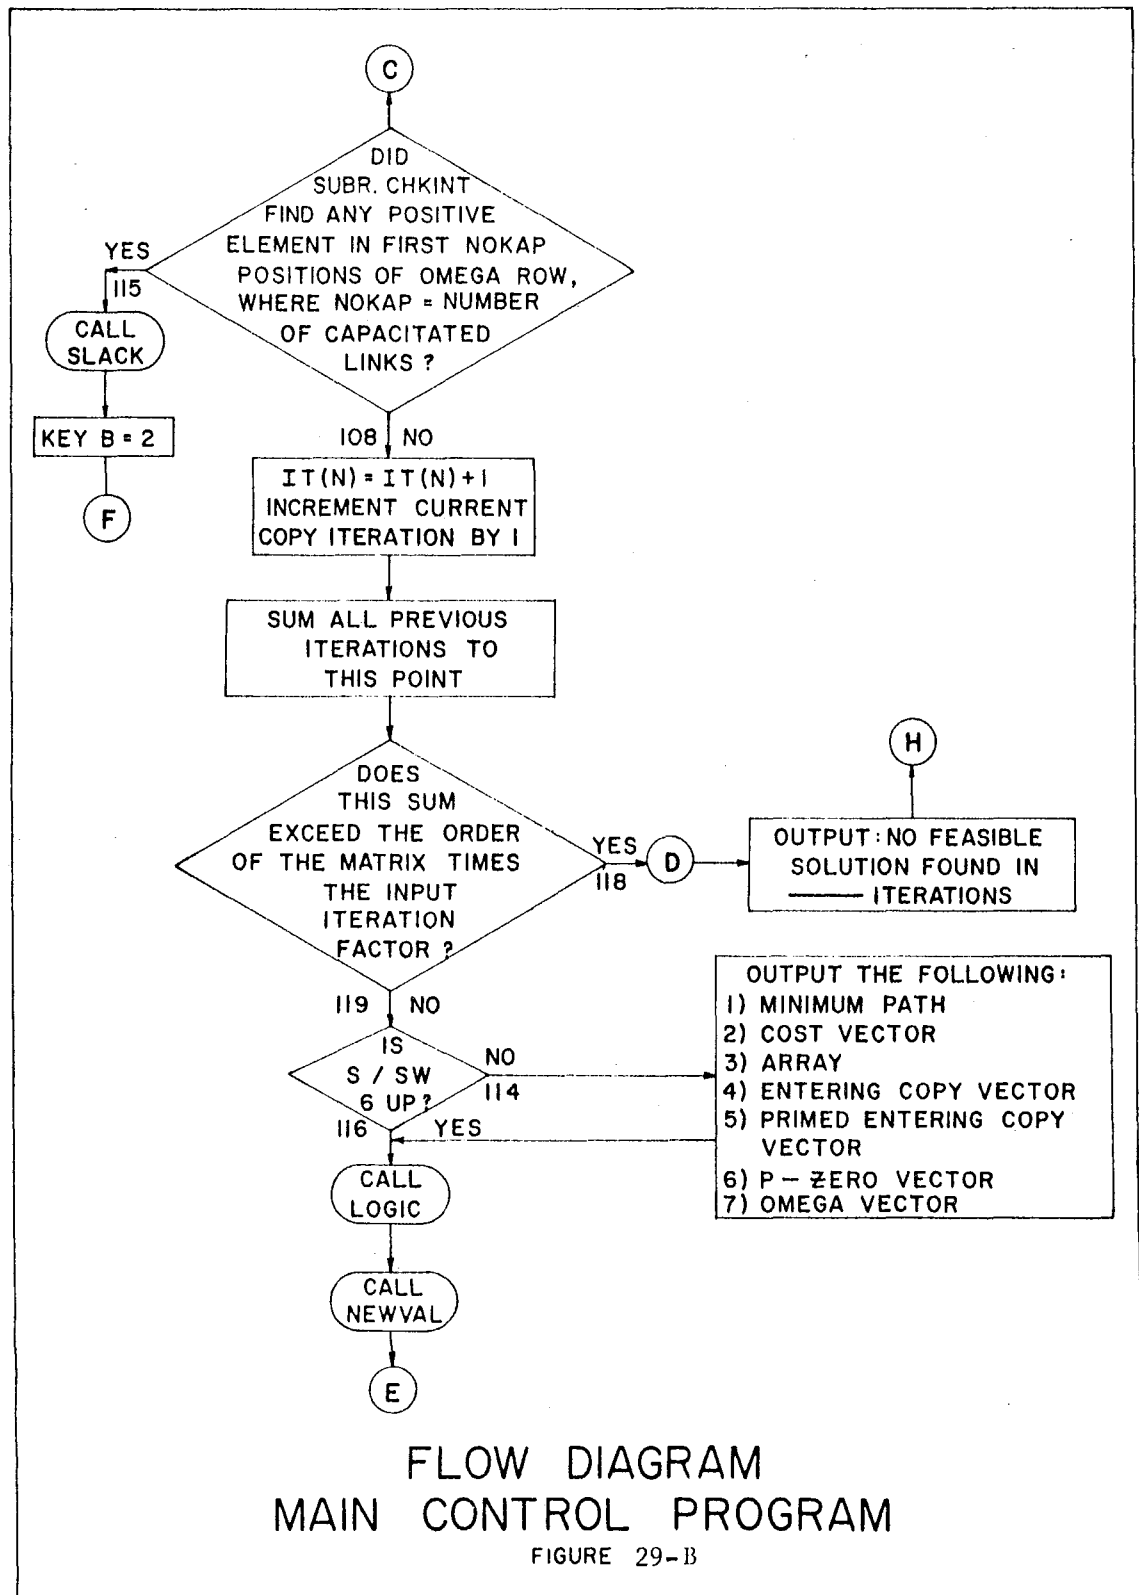 C
DID
SUBR. CHKINT
FIND ANY POSITIVE
ELEMENT IN FIRST NOKAP
POSITIONS OF OMEGA ROW,
WHERE NOKAP = NUMBER
OF CAPACITATED
LINKS ?
YES
115
CALL
SLACK
KEY B = 2
F
108 NO
IT(N) = IT(N) + 1
INCREMENT CURRENT
COPY ITERATION BY 1
SUM ALL PREVIOUS
ITERATIONS TO
THIS POINT
DOES
THIS SUM
EXCEED THE ORDER
OF THE MATRIX TIMES
THE INPUT
ITERATION
FACTOR ?
YES
118
D
OUTPUT: NO FEASIBLE
SOLUTION FOUND IN
——— ITERATIONS
H
119 NO
IS
S / SW
6 UP?
NO
114
OUTPUT THE FOLLOWING:
1) MINIMUM PATH
2) COST VECTOR
3) ARRAY
4) ENTERING COPY VECTOR
5) PRIMED ENTERING COPY
VECTOR
6) P - ZERO VECTOR
7) OMEGA VECTOR
116 YES
CALL
LOGIC
CALL
NEWVAL
E
FLOW DIAGRAM
MAIN CONTROL PROGRAM
FIGURE 29-B